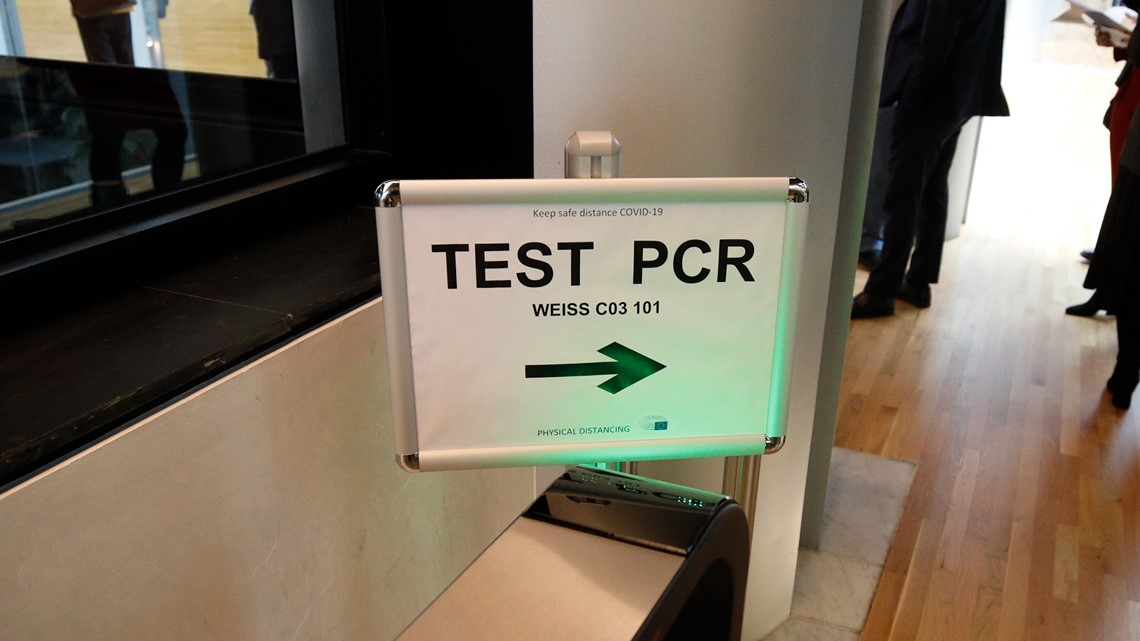 Keep safe distance COVID-19
TEST PCR
WEISS C03 101
PHYSICAL DISTANCING